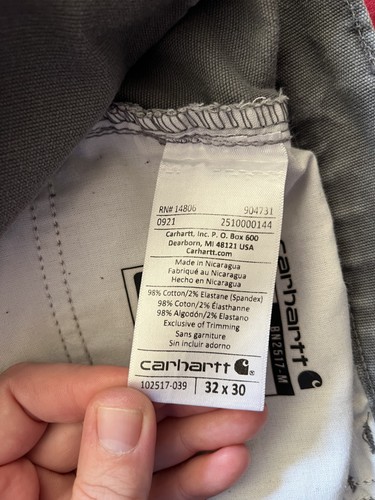 RN# 14806 904731
0921 2510000144
Carhartt, Inc. P. O. Box 600
Dearborn, MI 48121 USA
Carhartt.com
Made in Nicaragua
Fabriqué au Nicaragua
Hecho en Nicaragua
98% Cotton/2% Elastane (Spandex)
98% Coton/2% Élasthanne
98% Algodón/2% Elastano
Exclusive of Trimming
Sans garniture
Sin incluir adorno
carhartt ®
102517-039 32 x 30
carhartt
BN2517-M